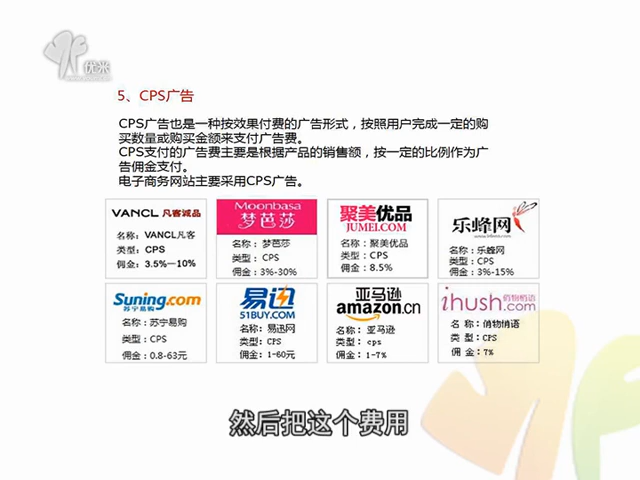 优米
5、CPS广告
CPS广告也是一种按效果付费的广告形式，按照用户完成一定的购
买数量或购买金额来支付广告费。
CPS支付的广告费主要是根据产品的销售额，按一定的比例作为广
告佣金支付。
电子商务网站主要采用CPS广告。
VANCL 凡客诚品
名称：VANCL凡客
类型：CPS
佣金：3.5%—10%
Moonbasa
梦芭莎
名称：梦芭莎
类型：CPS
佣金：3%-30%
聚美优品
JUMEI.COM
名称：聚美优品
类型：CPS
佣金：8.5%
乐蜂网
名称：乐蜂网
类型：CPS
佣金：3%-15%
Suning.com
苏宁易购
名称：苏宁易购
类型：CPS
佣金：0.8-63元
易迅
51BUY.COM
名称：易迅网
类型：CPS
佣金：1-60元
亚马逊
amazon.cn
名称：亚马逊
类型：cps
佣金：1-7%
ihush.com 俏物悄语
名 称：俏物悄语
类 型：CPS
佣 金：7%
然后把这个费用